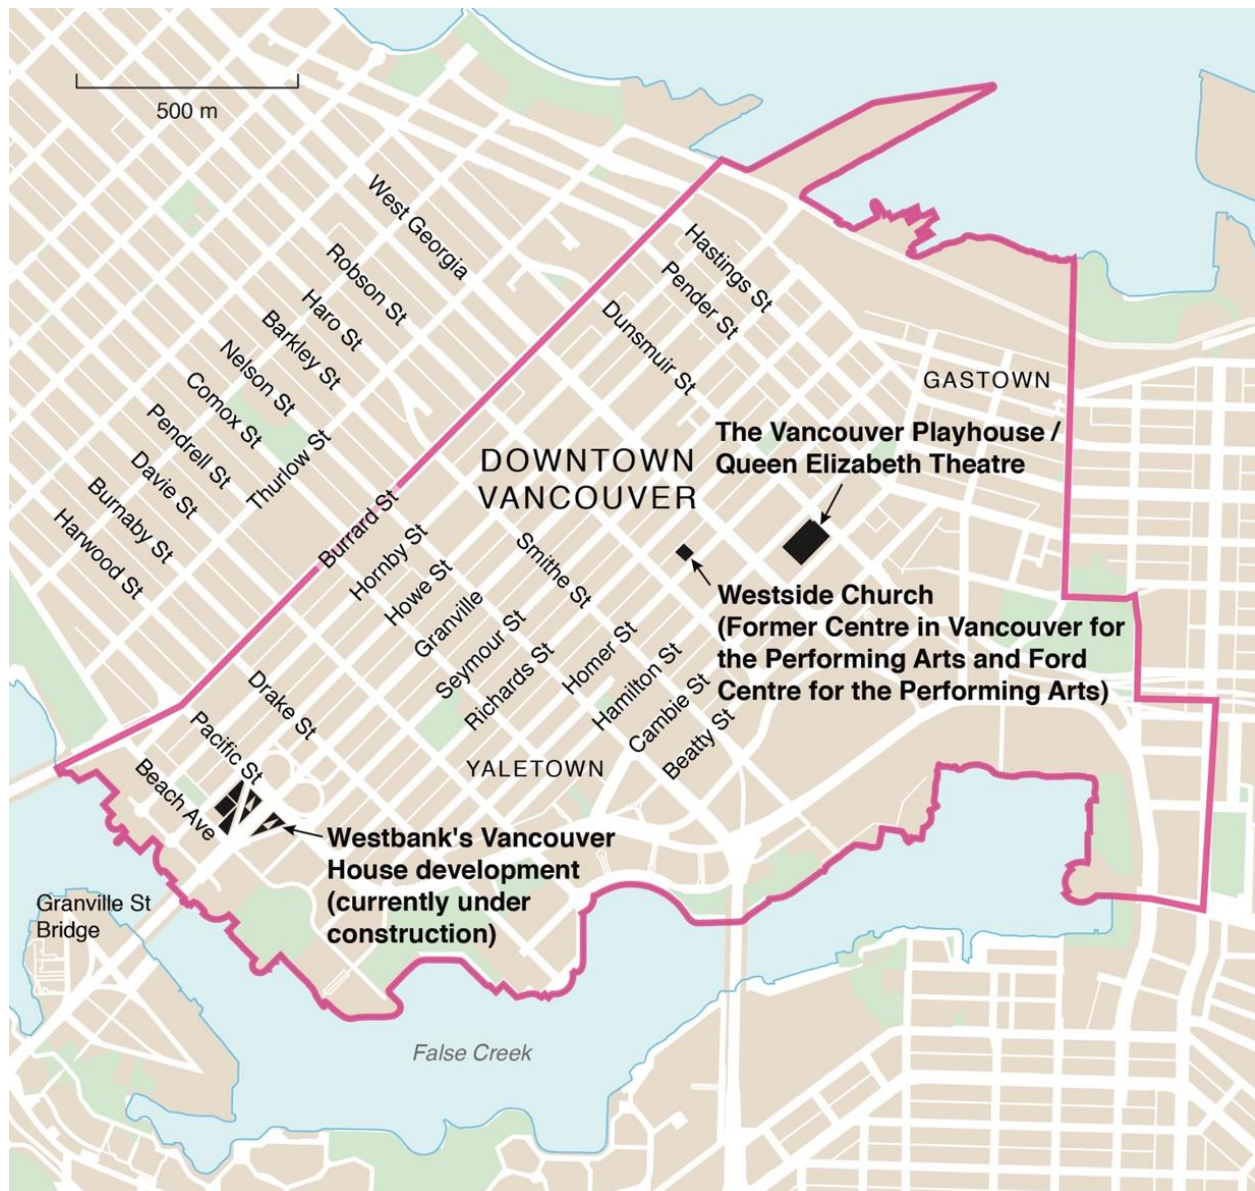 500 m
West Georgia
Robson St
Haro St
Barkley St
Nelson St
Comox St
Pendrell St
Davie St
Burnaby St
Harwood St
Thurlow St
Burrard St
Hastings St
Pender St
Dunsmuir St
GASTOWN
The Vancouver Playhouse /
Queen Elizabeth Theatre
DOWNTOWN
VANCOUVER
Hornby St
Howe St
Granville
Seymour St
Richards St
Smithe St
Homer St
Hamilton St
Cambie St
Beatty St
Westside Church
(Former Centre in Vancouver for
the Performing Arts and Ford
Centre for the Performing Arts)
Drake St
Pacific St
Beach Ave
YALETOWN
Westbank's Vancouver
House development
(currently under
construction)
Granville St
Bridge
False Creek